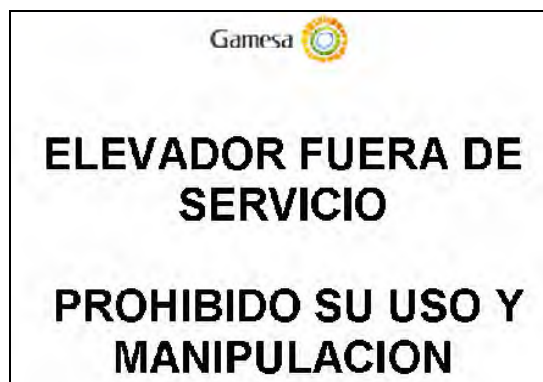 Gamesa
ELEVADOR FUERA DE
SERVICIO
PROHIBIDO SU USO Y
MANIPULACION